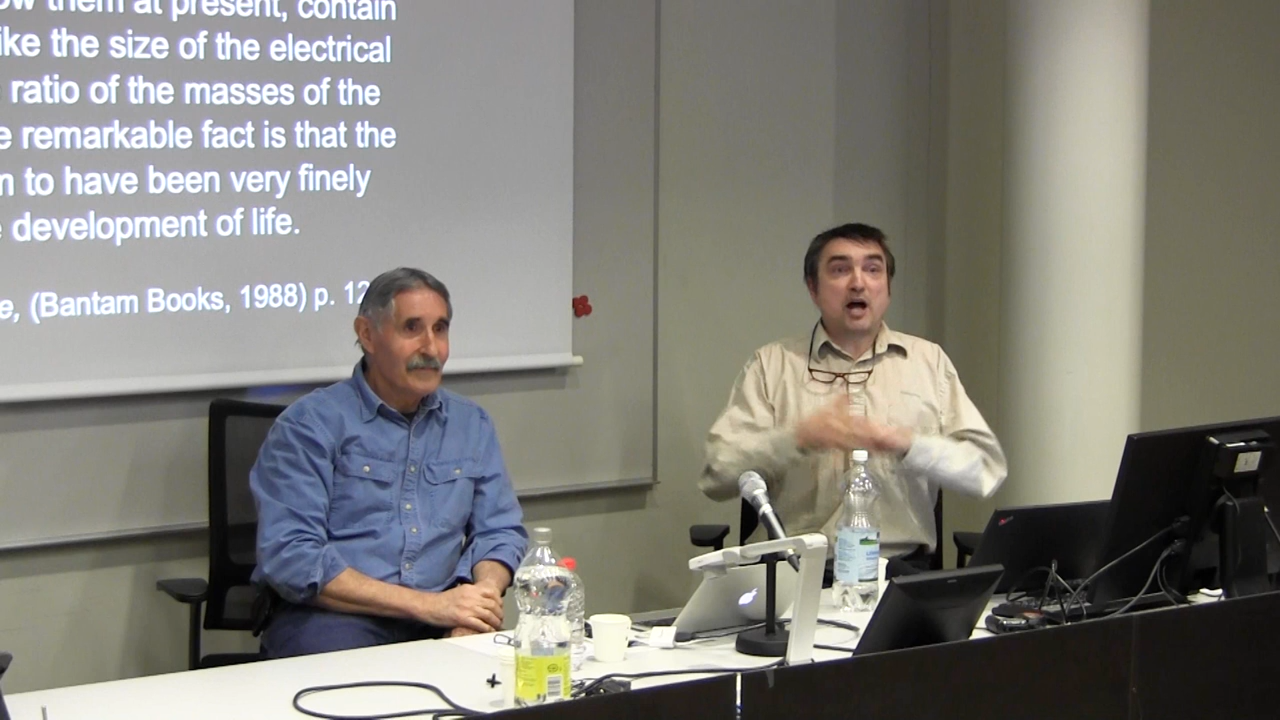 ow them at present, contain
ike the size of the electrical
ratio of the masses of the
e remarkable fact is that the
m to have been very finely
e development of life.
e, (Bantam Books, 1988) p. 12